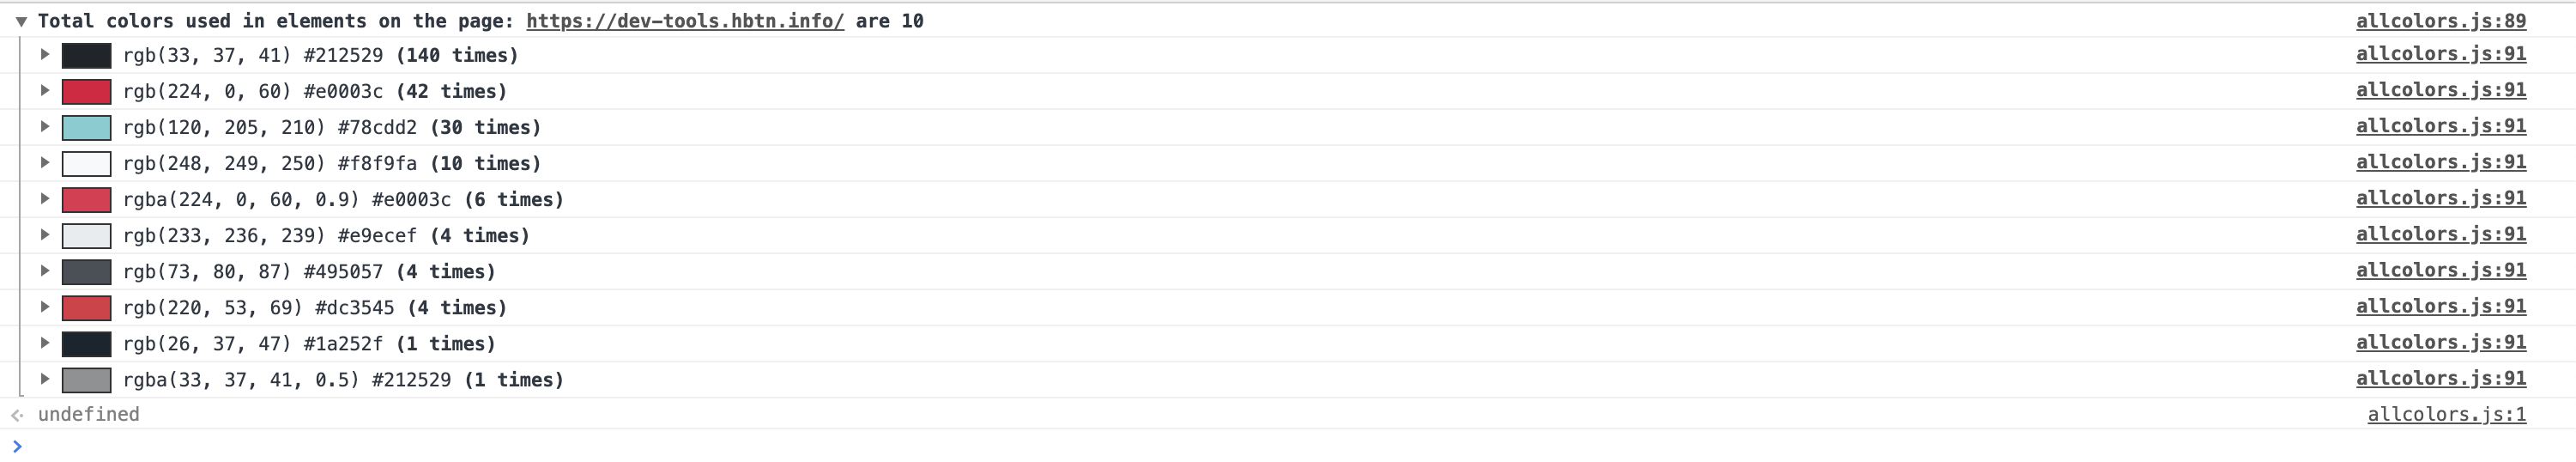 Total colors used in elements on the page: https://dev-tools.hbtn.info/ are 10 allcolors.js:89
rgb(33, 37, 41) #212529 (140 times) allcolors.js:91
rgb(224, 0, 60) #e0003c (42 times) allcolors.js:91
rgb(120, 205, 210) #78cdd2 (30 times) allcolors.js:91
rgb(248, 249, 250) #f8f9fa (10 times) allcolors.js:91
rgba(224, 0, 60, 0.9) #e0003c (6 times) allcolors.js:91
rgb(233, 236, 239) #e9ecef (4 times) allcolors.js:91
rgb(73, 80, 87) #495057 (4 times) allcolors.js:91
rgb(220, 53, 69) #dc3545 (4 times) allcolors.js:91
rgb(26, 37, 47) #1a252f (1 times) allcolors.js:91
rgba(33, 37, 41, 0.5) #212529 (1 times) allcolors.js:91
undefined allcolors.js:1